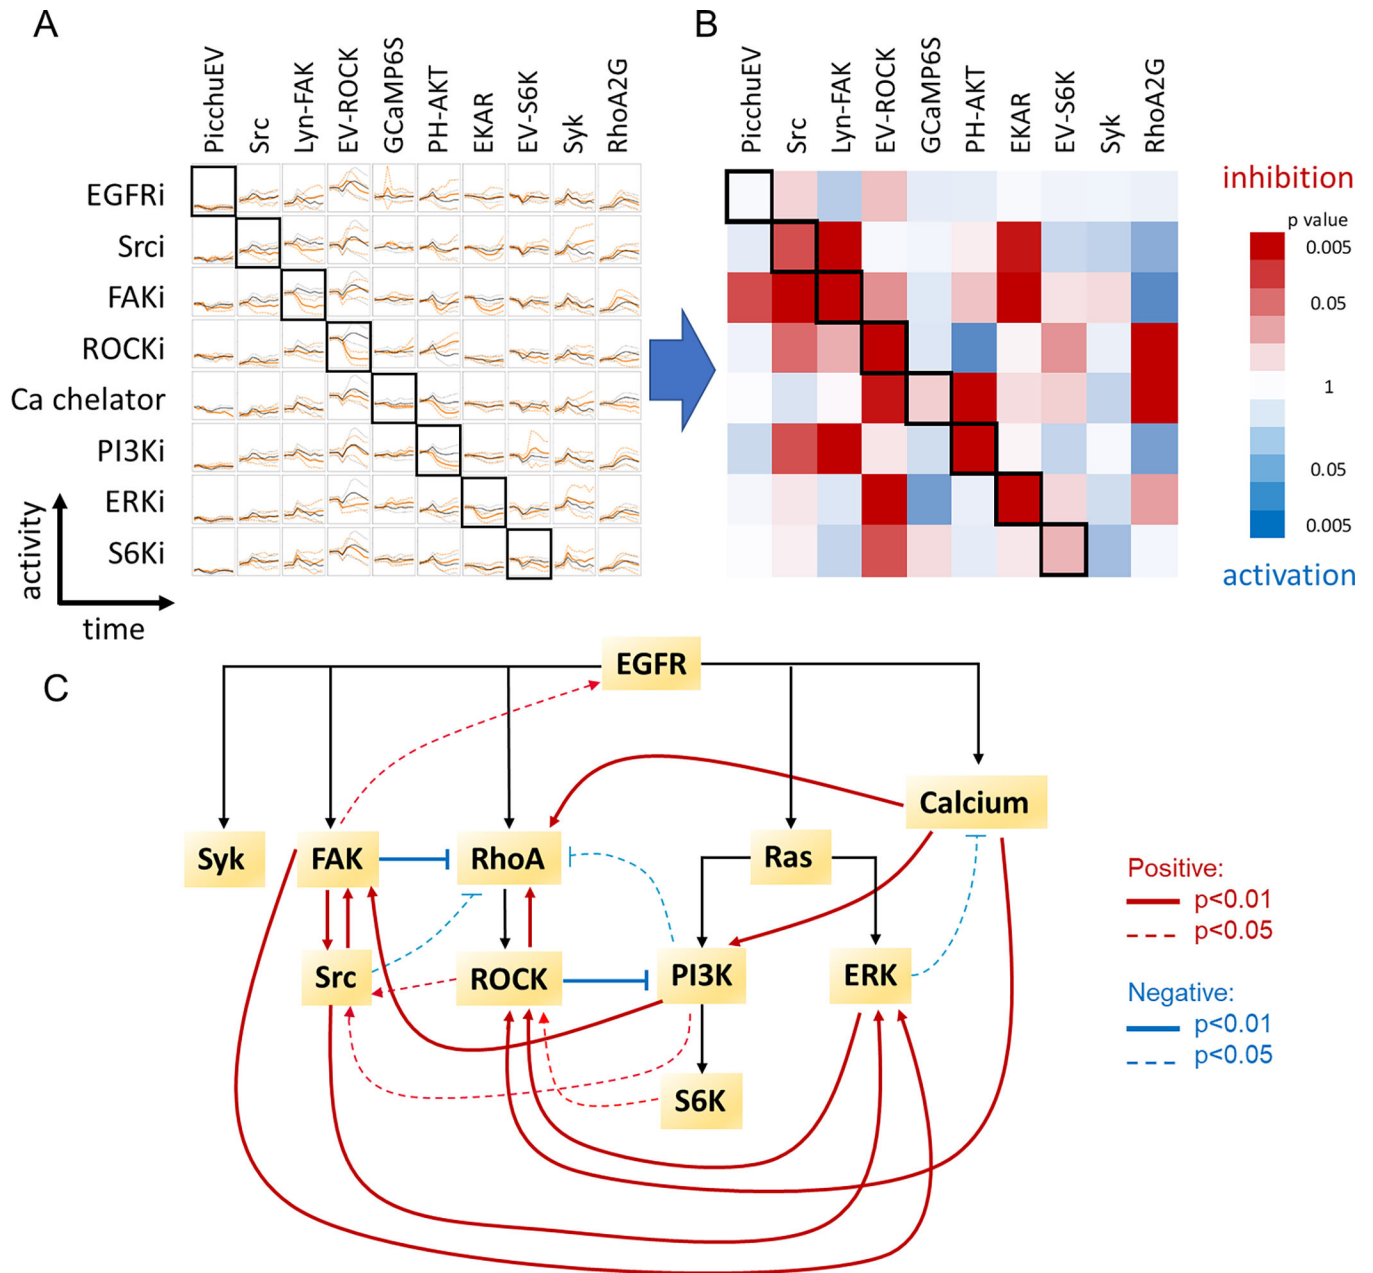 A
B
PicchuEV
Src
Lyn-FAK
EV-ROCK
GCaMP6S
PH-AKT
EKAR
EV-S6K
Syk
RhoA2G
PicchuEV
Src
Lyn-FAK
EV-ROCK
GCaMP6S
PH-AKT
EKAR
EV-S6K
Syk
RhoA2G
EGFRi
Srci
FAKi
ROCKi
Ca chelator
PI3Ki
ERKi
S6Ki
activity
time
inhibition
p value
0.005
0.05
1
0.05
0.005
activation
C
EGFR
Calcium
Syk
FAK
RhoA
Ras
Src
ROCK
PI3K
ERK
S6K
Positive:
p<0.01
p<0.05
Negative:
p<0.01
p<0.05